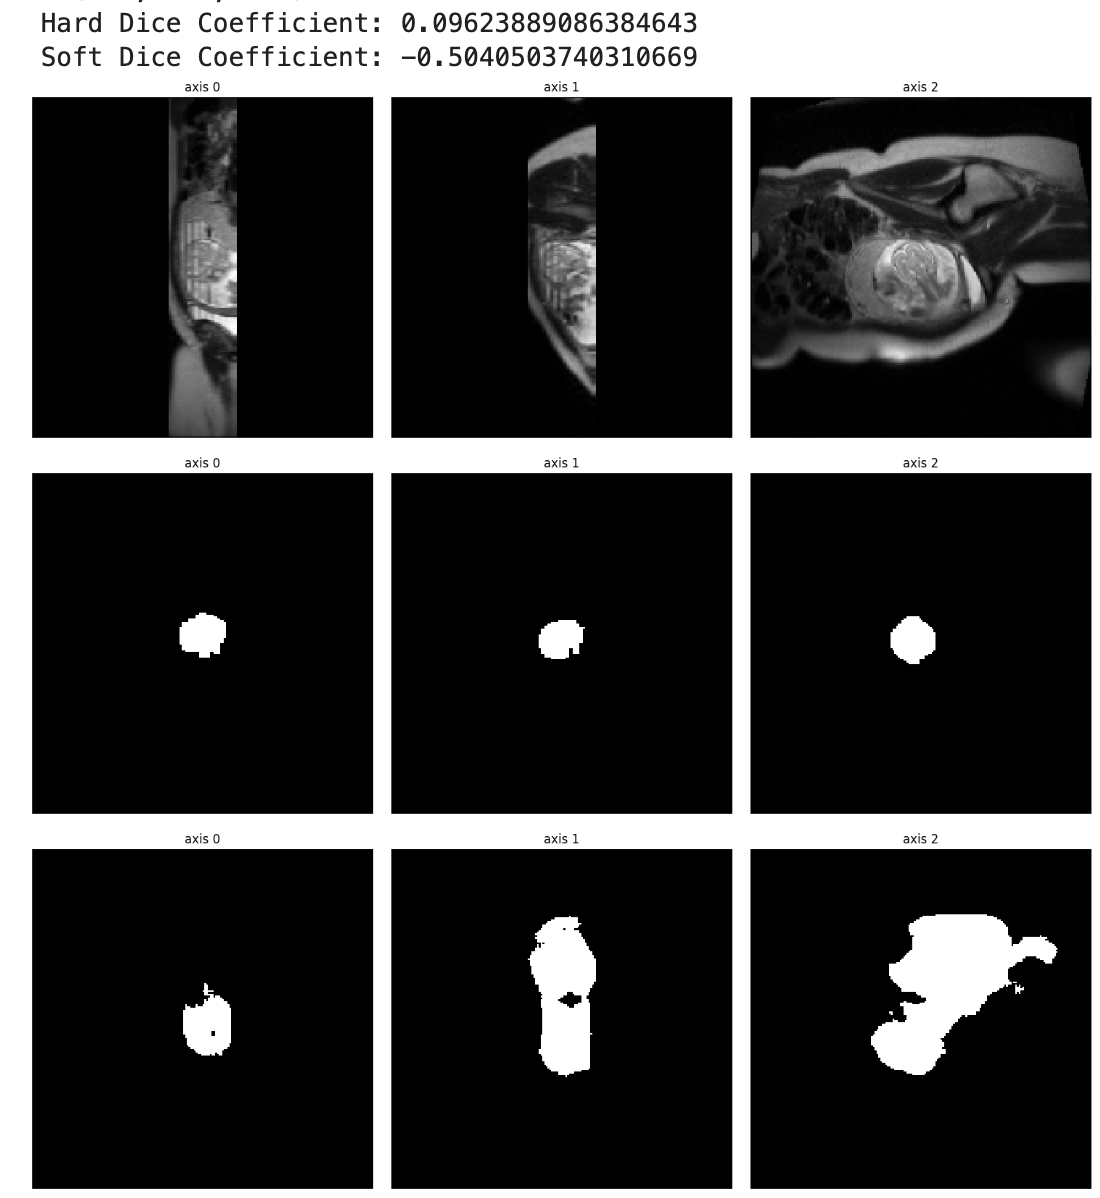 Hard Dice Coefficient: 0.09623889086384643
Soft Dice Coefficient: -0.5040503740310669
axis 0 axis 1 axis 2
axis 0 axis 1 axis 2
axis 0 axis 1 axis 2